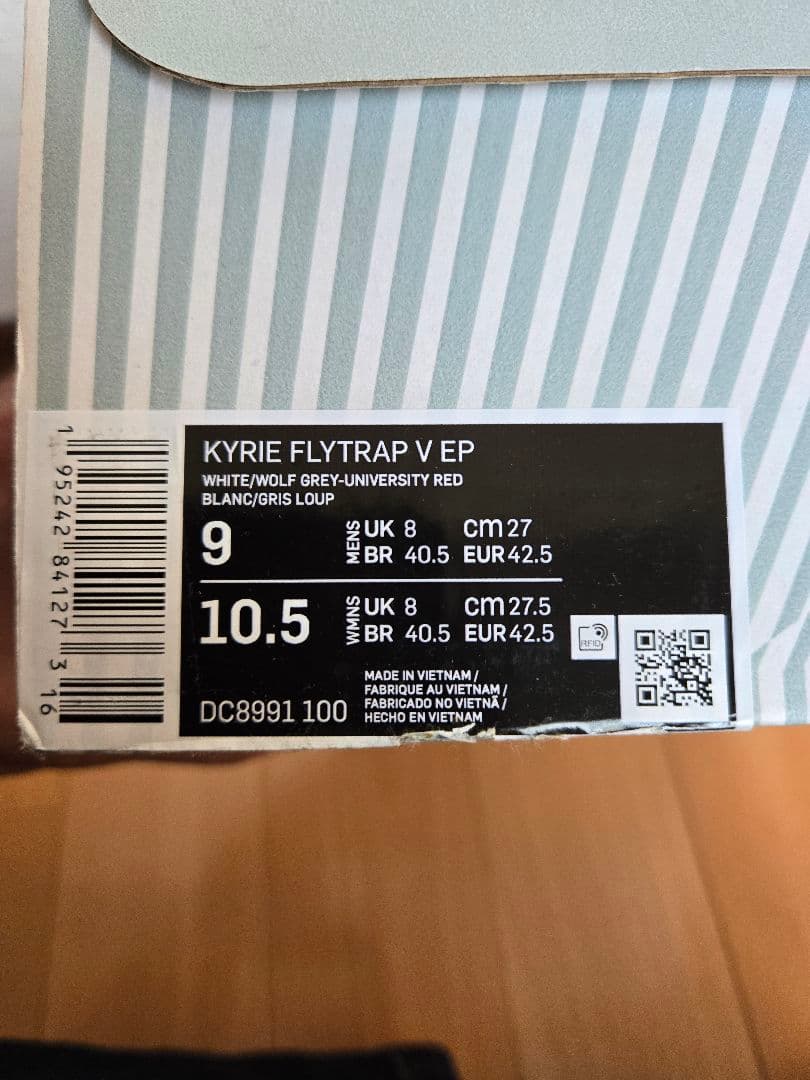 KYRIE FLYTRAP V EP
WHITE/WOLF GREY-UNIVERSITY RED
BLANC/GRIS LOUP
9 MENS UK 8 cm 27
BR 40.5 EUR 42.5
10.5 WMNS UK 8 cm 27.5
BR 40.5 EUR 42.5
RFID
DC8991 100
MADE IN VIETNAM /
FABRIQUE AU VIETNAM /
FABRICADO NO VIETNÃ /
HECHO EN VIETNAM
1 95242 84127 3 16